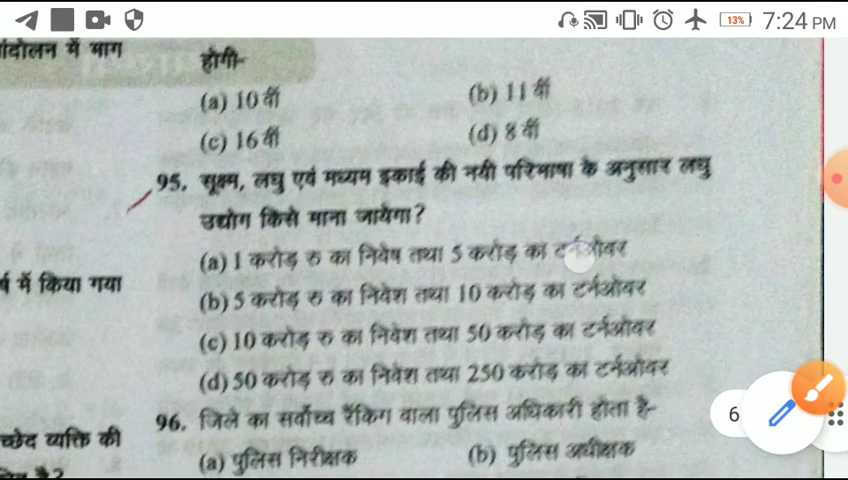 13% 7:24 PM
ांदोलन में भाग
होगी-
(a) 10 वीं (b) 11 वीं
(c) 16 वीं (d) 8 वीं
95. सूक्ष्म, लघु एवं मध्यम इकाई की नयी परिभाषा के अनुसार लघु
उद्योग किसे माना जायेगा?
(a) 1 करोड़ रु का निवेष तथा 5 करोड़ का टर्नओवर
र्ष में किया गया
(b) 5 करोड़ रु का निवेश तथा 10 करोड़ का टर्नओवर
(c) 10 करोड़ रु का निवेश तथा 50 करोड़ का टर्नओवर
(d) 50 करोड़ रु का निवेश तथा 250 करोड़ का टर्नओवर
96. जिले का सर्वोच्च रैंकिग वाला पुलिस अधिकारी होता है-
6
च्छेद व्यक्ति की
(a) पुलिस निरीक्षक (b) पुलिस अधीक्षक